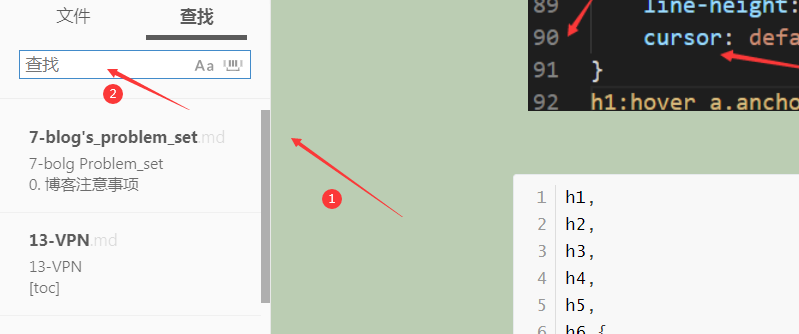 文件 查找
查找 Aa
2
7-blog's_problem_set.md
7-bolg Problem_set
0. 博客注意事项
13-VPN.md
13-VPN
[toc]
1
89 line-height:
90 cursor: defa
91 }
92 h1:hover a.ancho
1 h1,
2 h2,
3 h3,
4 h4,
5 h5,
6 h6 {